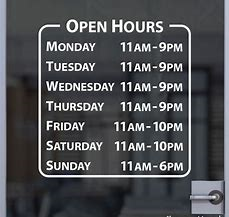 OPEN HOURS
MONDAY 11AM-9PM
TUESDAY 11AM-9PM
WEDNESDAY 11AM-9PM
THURSDAY 11AM-9PM
FRIDAY 11AM-10PM
SATURDAY 11AM-10PM
SUNDAY 11AM-6PM